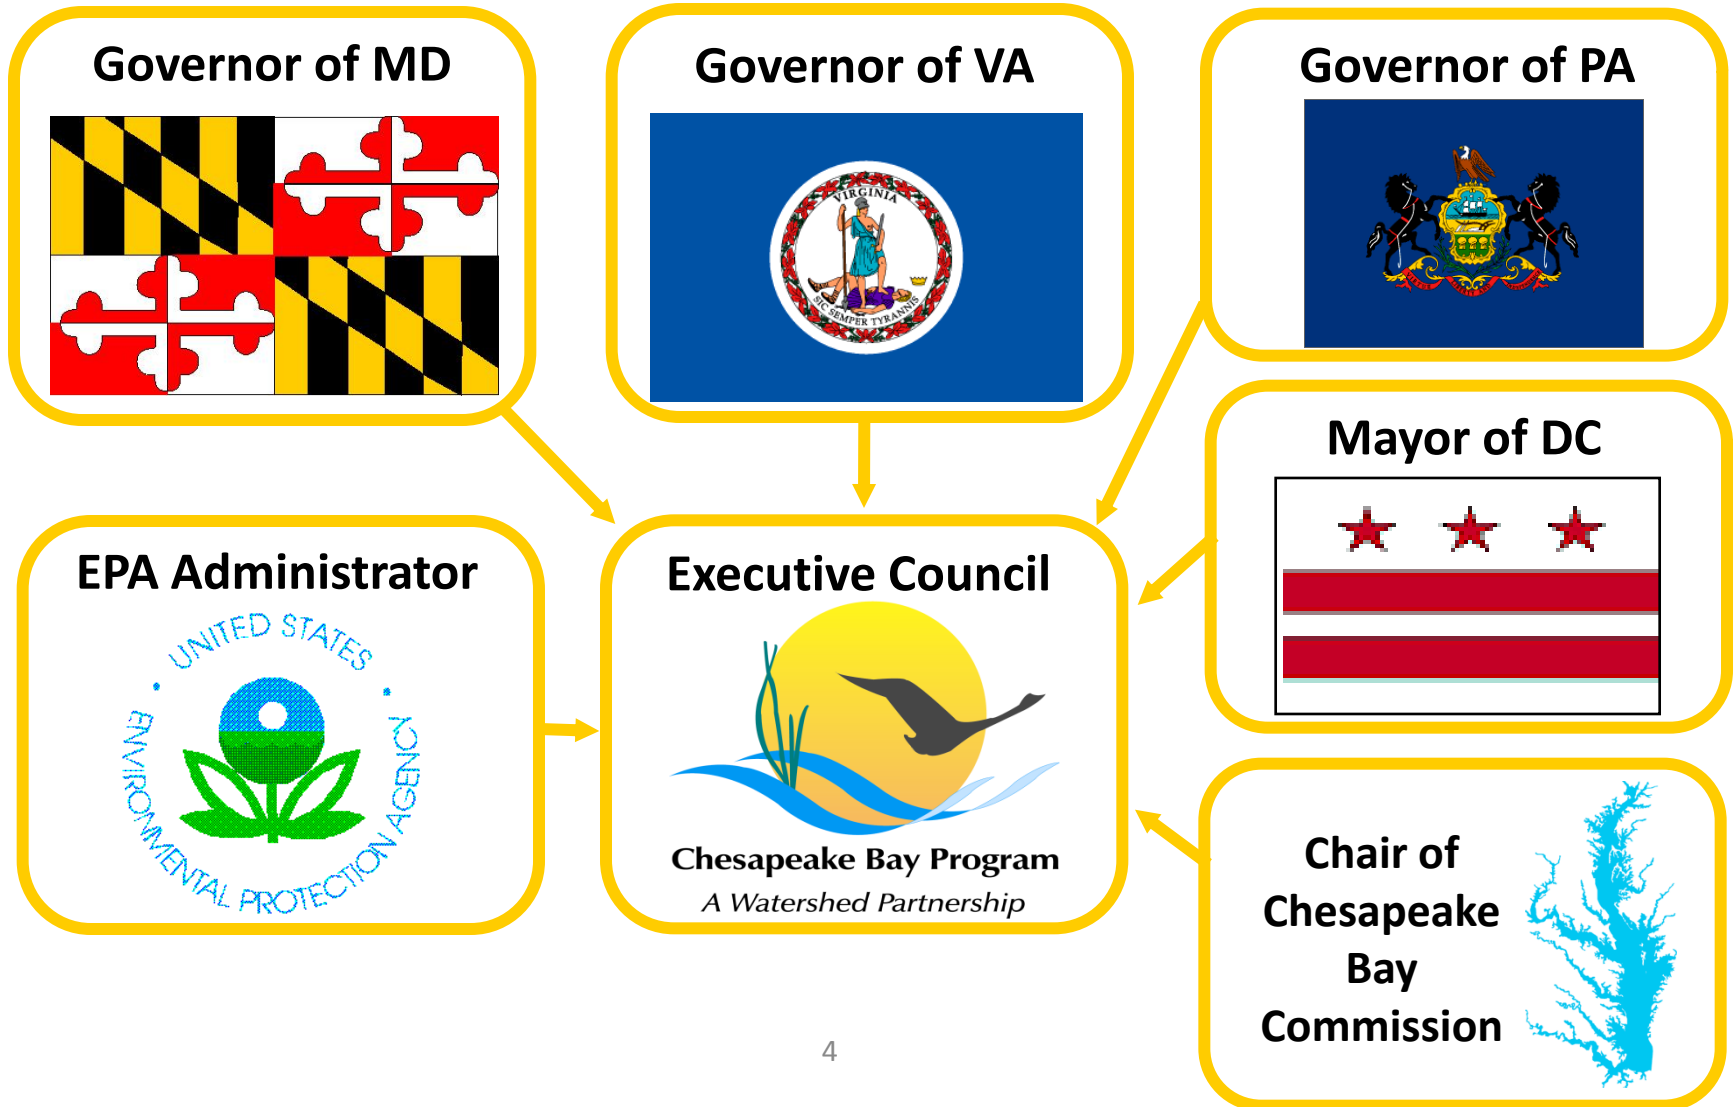 Governor of MD
Governor of VA
VIRGINIA
SIC SEMPER TYRANNIS
Governor of PA
Mayor of DC
EPA Administrator
UNITED STATES
ENVIRONMENTAL PROTECTION AGENCY
Executive Council
Chesapeake Bay Program
A Watershed Partnership
Chair of
Chesapeake
Bay
Commission
4